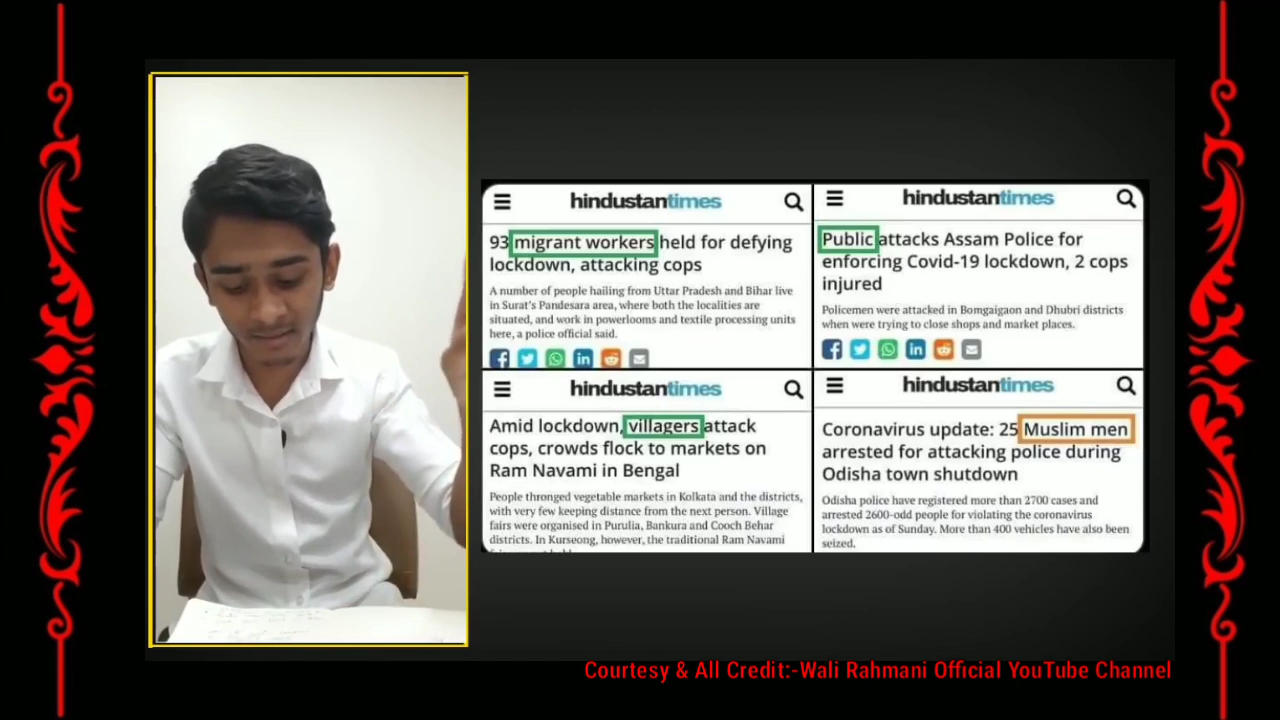 hindustantimes
93 migrant workers held for defying
lockdown, attacking cops
A number of people hailing from Uttar Pradesh and Bihar live
in Surat's Pandesara area, where both the localities are
situated, and work in powerlooms and textile processing units
here, a police official said.
hindustantimes
Public attacks Assam Police for
enforcing Covid-19 lockdown, 2 cops
injured
Policemen were attacked in Bomgaigaon and Dhubri districts
when were trying to close shops and market places.
hindustantimes
Amid lockdown, villagers attack
cops, crowds flock to markets on
Ram Navami in Bengal
People thronged vegetable markets in Kolkata and the districts,
with very few keeping distance from the next person. Village
fairs were organised in Purulia, Bankura and Cooch Behar
districts. In Kurseong, however, the traditional Ram Navami
hindustantimes
Coronavirus update: 25 Muslim men
arrested for attacking police during
Odisha town shutdown
Odisha police have registered more than 2700 cases and
arrested 2600-odd people for violating the coronavirus
lockdown as of Sunday. More than 400 vehicles have also been
seized.
Courtesy & All Credit:-Wali Rahmani Official YouTube Channel